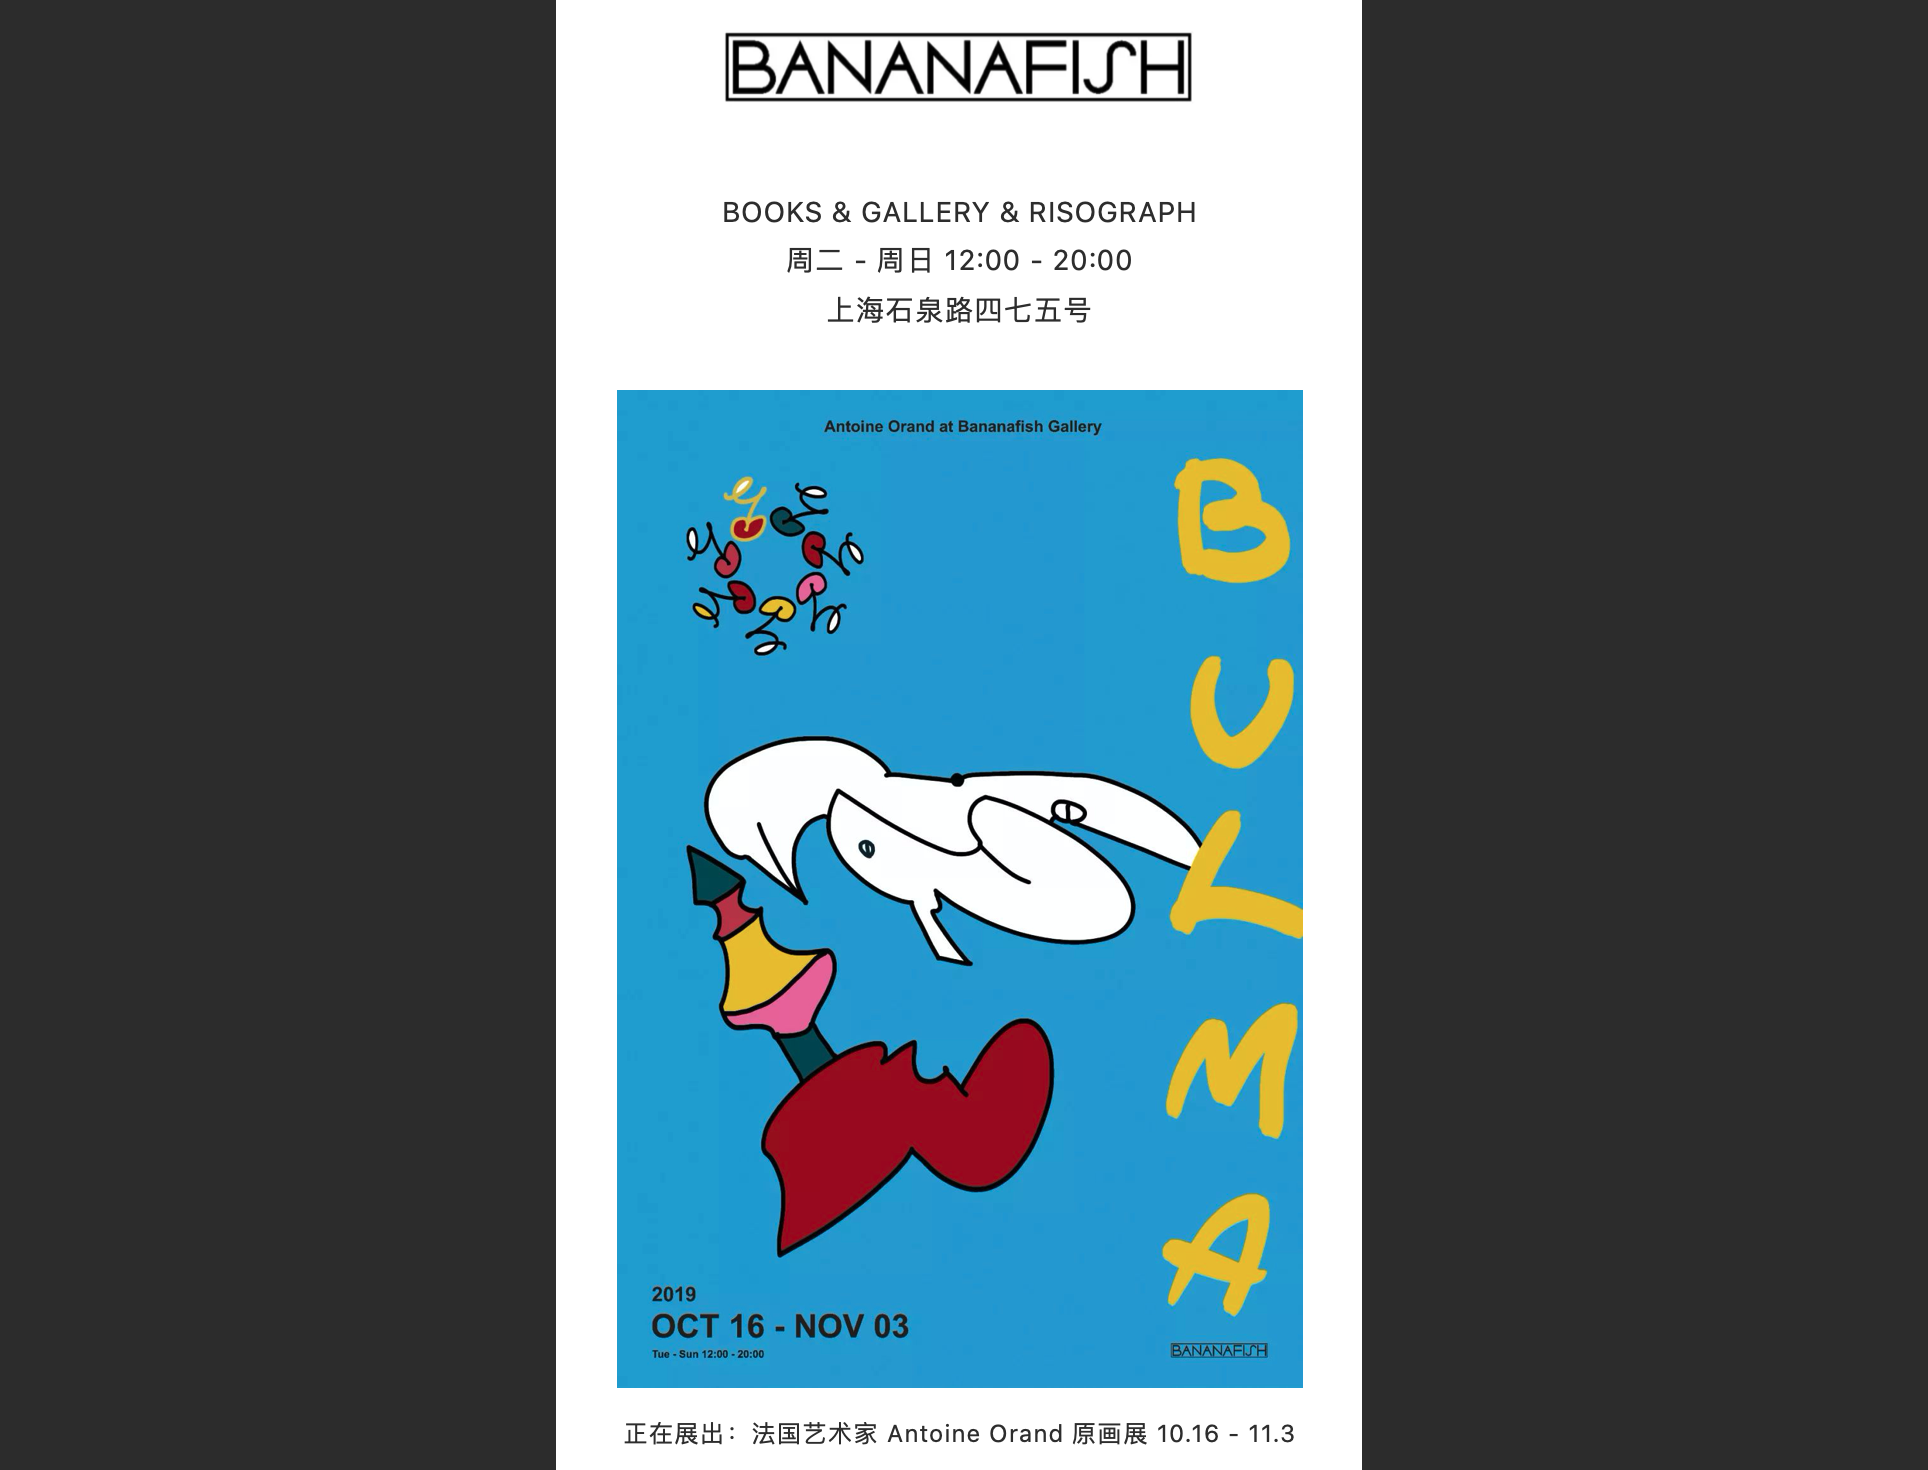 BANANAFISH
BOOKS & GALLERY & RISOGRAPH
周二 - 周日 12:00 - 20:00
上海石泉路四七五号
Antoine Orand at Bananafish Gallery
BULMA
2019
OCT 16 - NOV 03
Tue - Sun 12:00 - 20:00
BANANAFISH
正在展出：法国艺术家 Antoine Orand 原画展 10.16 - 11.3